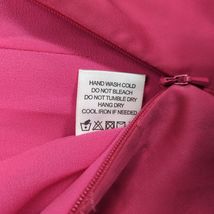 HAND WASH COLD
DO NOT BLEACH
DO NOT TUMBLE DRY
HANG DRY
COOL IRON IF NEEDED